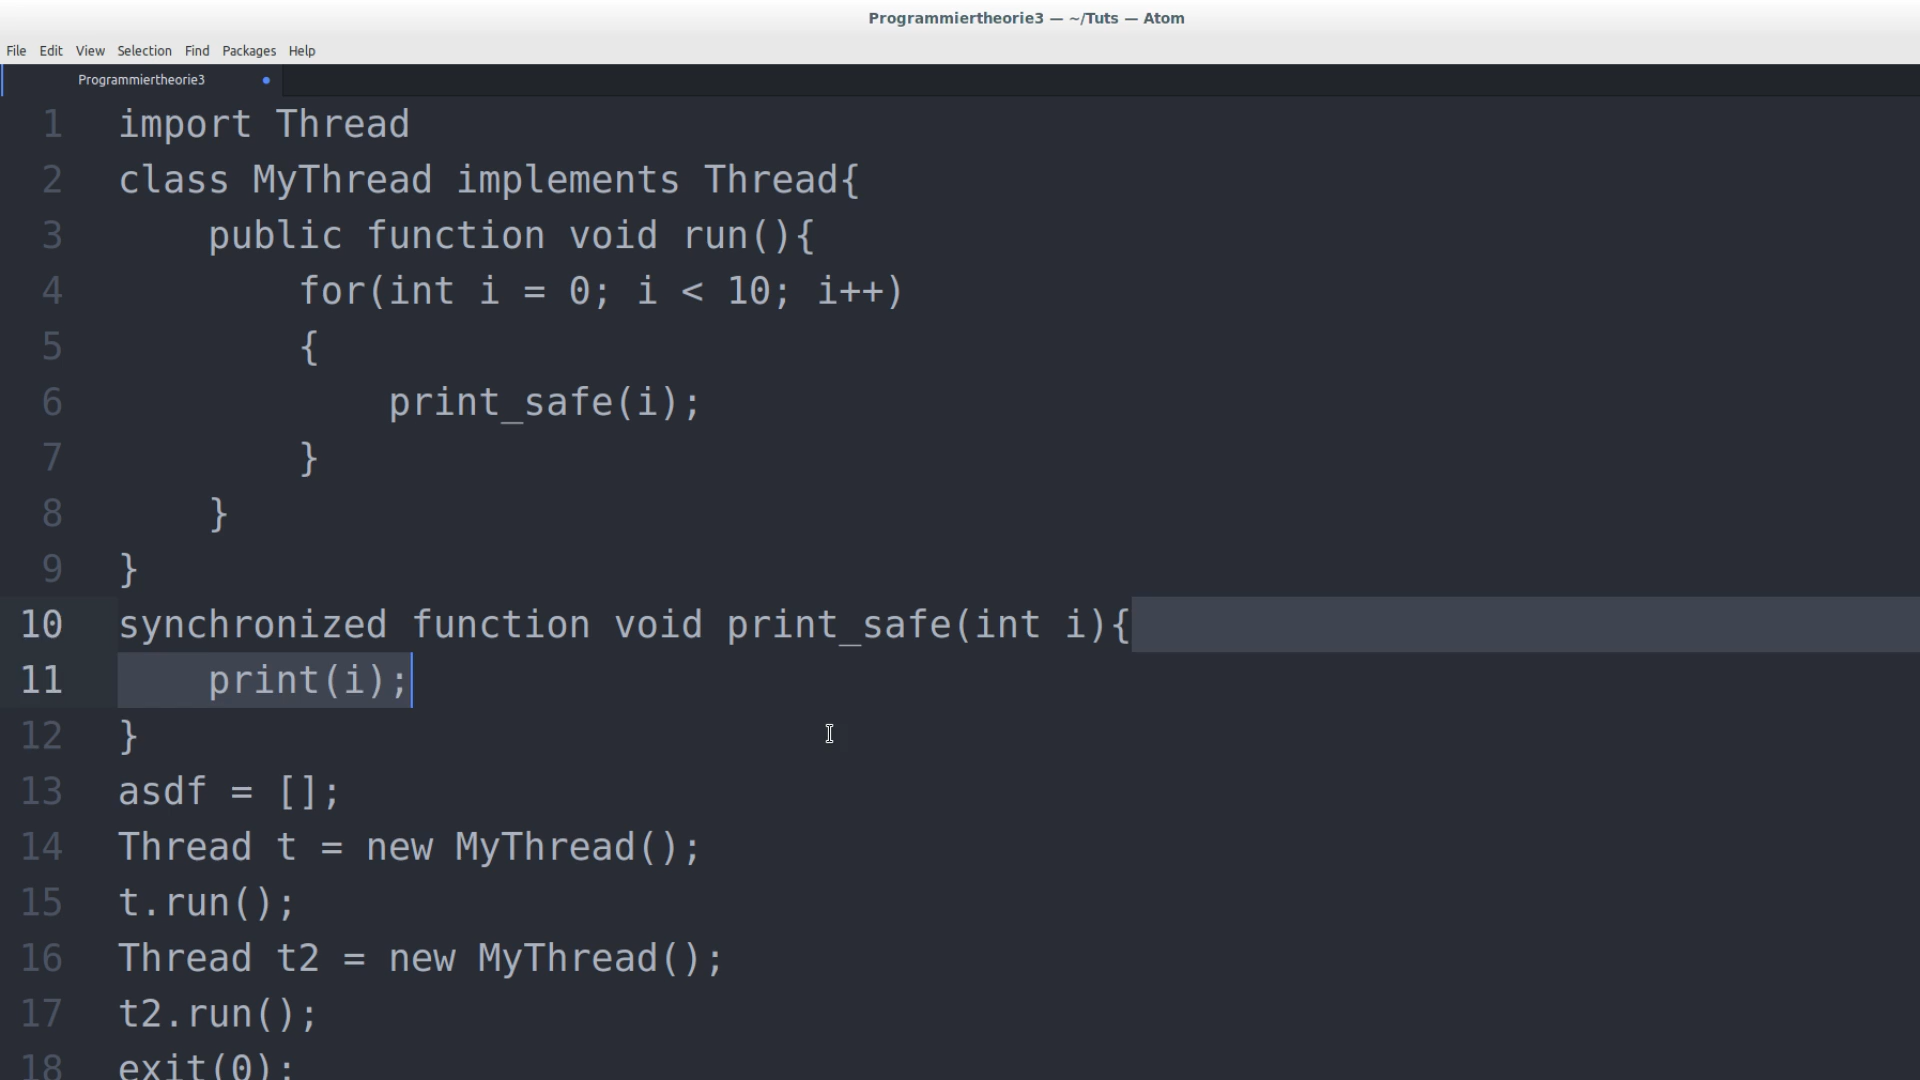 Programmiertheorie3 — ~/Tuts — Atom
File Edit View Selection Find Packages Help
Programmiertheorie3
1 import Thread
2 class MyThread implements Thread{
3 public function void run(){
4 for(int i = 0; i < 10; i++)
5 {
6 print_safe(i);
7 }
8 }
9 }
10 synchronized function void print_safe(int i){
11 print(i);
12 }
13 asdf = [];
14 Thread t = new MyThread();
15 t.run();
16 Thread t2 = new MyThread();
17 t2.run();
18 exit(0);